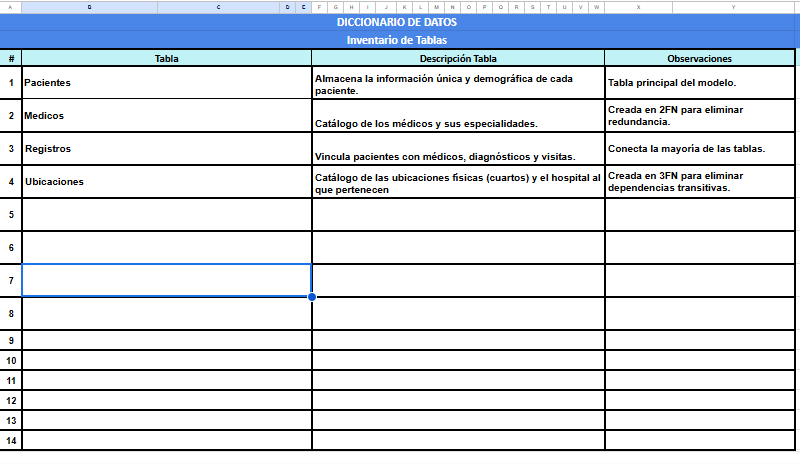 A B C D E F G H I J K L M N O P Q R S T U V W X Y
DICCIONARIO DE DATOS
Inventario de Tablas
# Tabla Descripción Tabla Observaciones
1 Pacientes Almacena la información única y demográfica de cada
paciente. Tabla principal del modelo.
2 Medicos Catálogo de los médicos y sus especialidades. Creada en 2FN para eliminar
redundancia.
3 Registros Vincula pacientes con médicos, diagnósticos y visitas. Conecta la mayoría de las tablas.
4 Ubicaciones Catálogo de las ubicaciones físicas (cuartos) y el hospital al
que pertenecen Creada en 3FN para eliminar
dependencias transitivas.
5
6
7
8
9
10
11
12
13
14